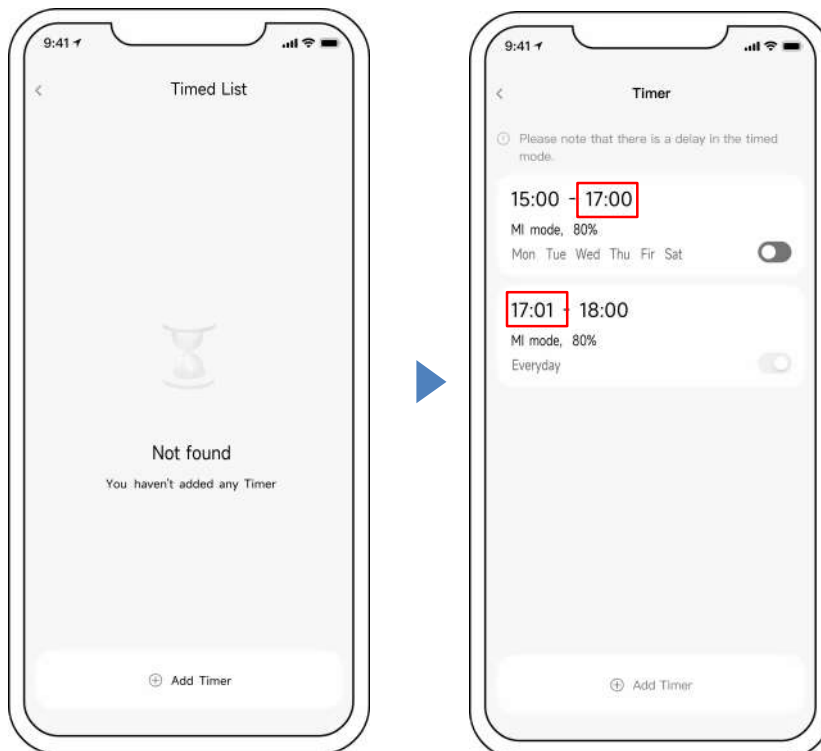 9:41
Timed List
Not found
You haven't added any Timer
Add Timer
9:41
Timer
Please note that there is a delay in the timed
mode.
15:00 - 17:00
MI mode, 80%
Mon Tue Wed Thu Fir Sat
17:01 - 18:00
MI mode, 80%
Everyday
Add Timer